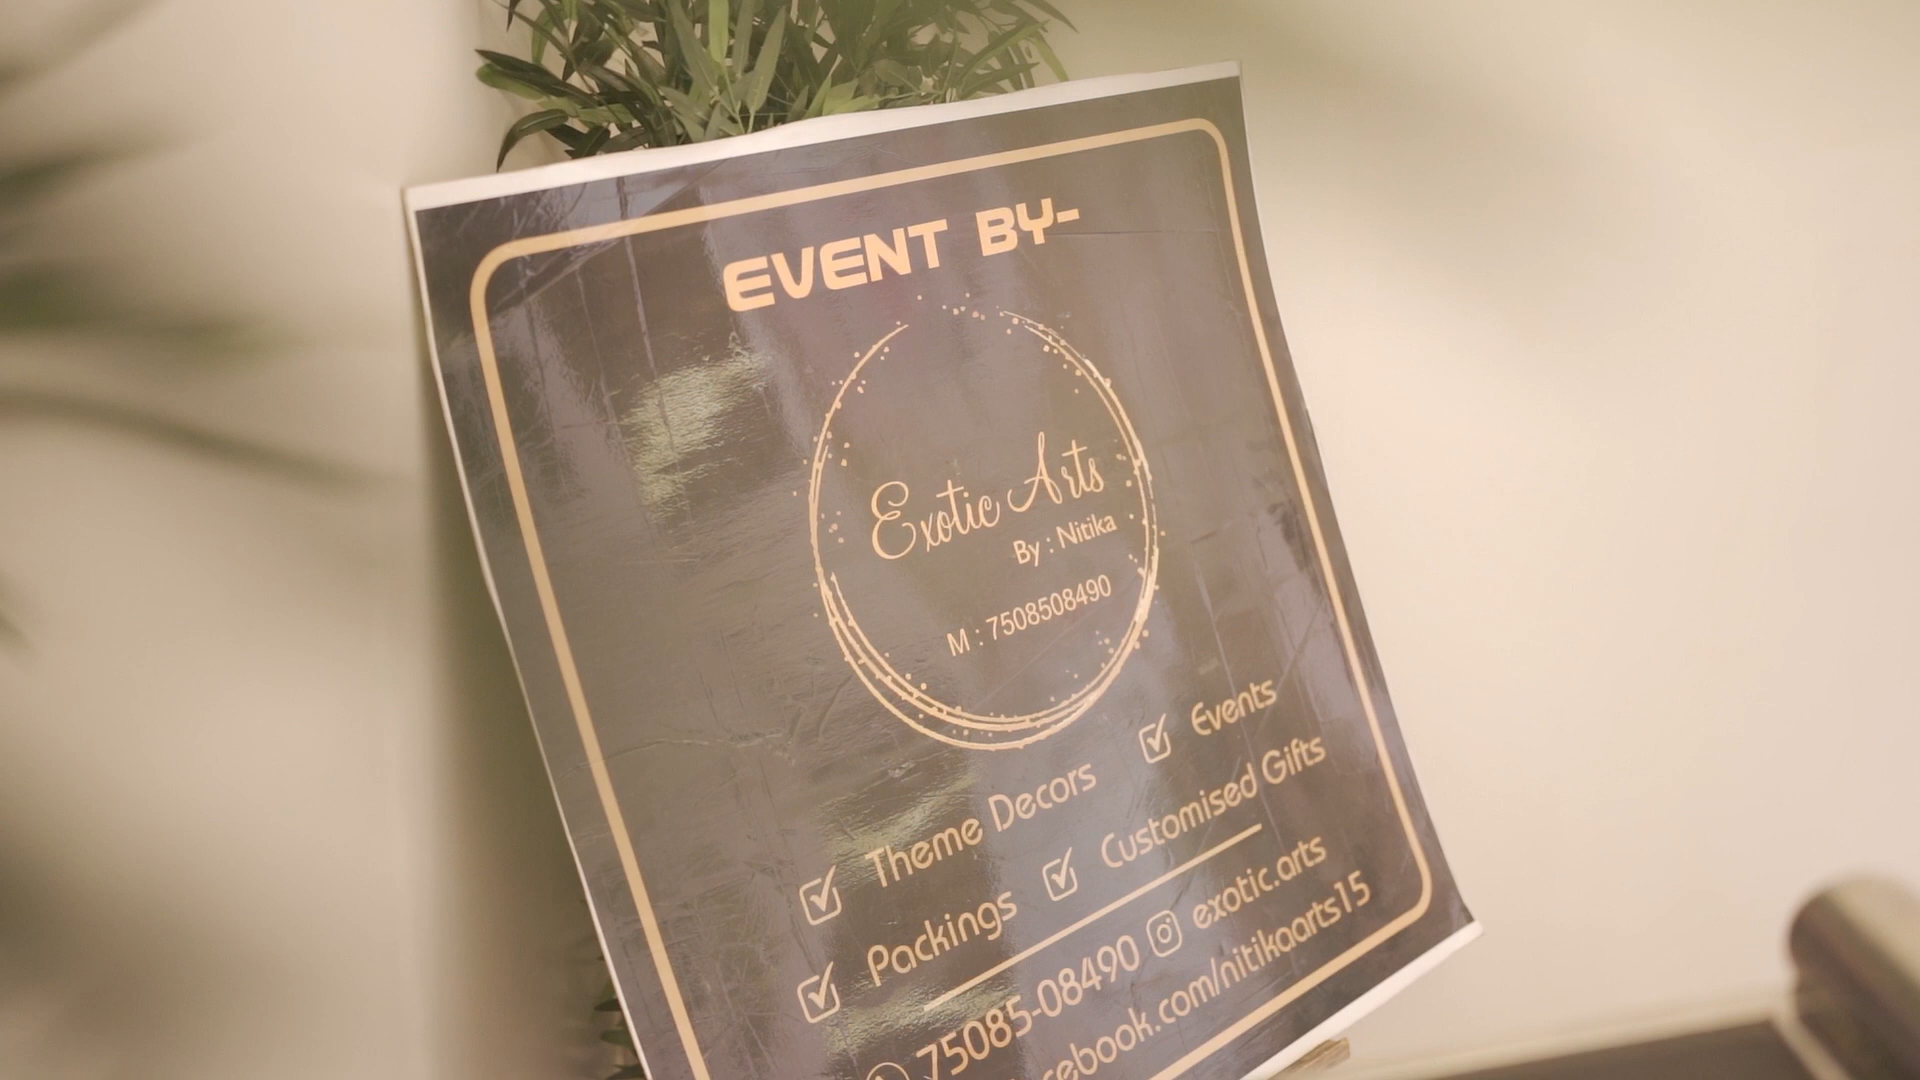 EVENT BY-
Exotic Arts
By : Nitika
M : 7508508490
Theme Decors Events
Packings Customised Gifts
75085-08490 exotic.arts
cebook.com/nitikaarts15